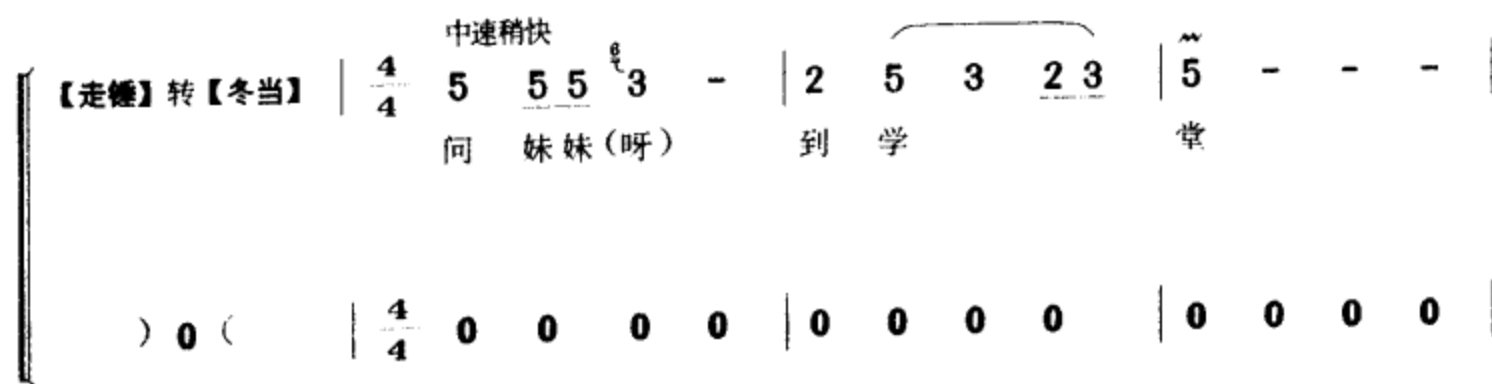 中速稍快
【走锤】转【冬当】 | 4/4 5 5 5 6 3 - | 2 5 3 2 3 | 5 - - -
问 妹 妹 (呀) 到 学 堂
) 0 ( | 4/4 0 0 0 0 | 0 0 0 0 | 0 0 0 0